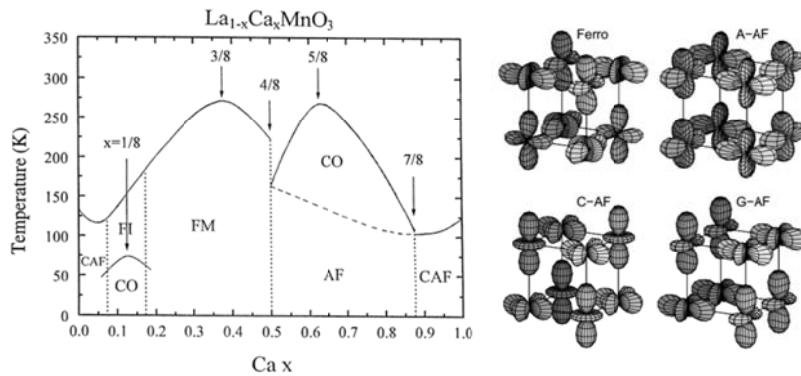 La1-xCaxMnO3
350
300
250
200
150
100
50
0
Temperature (K)
0.0 0.1 0.2 0.3 0.4 0.5 0.6 0.7 0.8 0.9 1.0
Ca x
3/8
4/8
5/8
x=1/8
7/8
CO
FI
FM
CAF
CO
AF
CAF
Ferro
A-AF
C-AF
G-AF